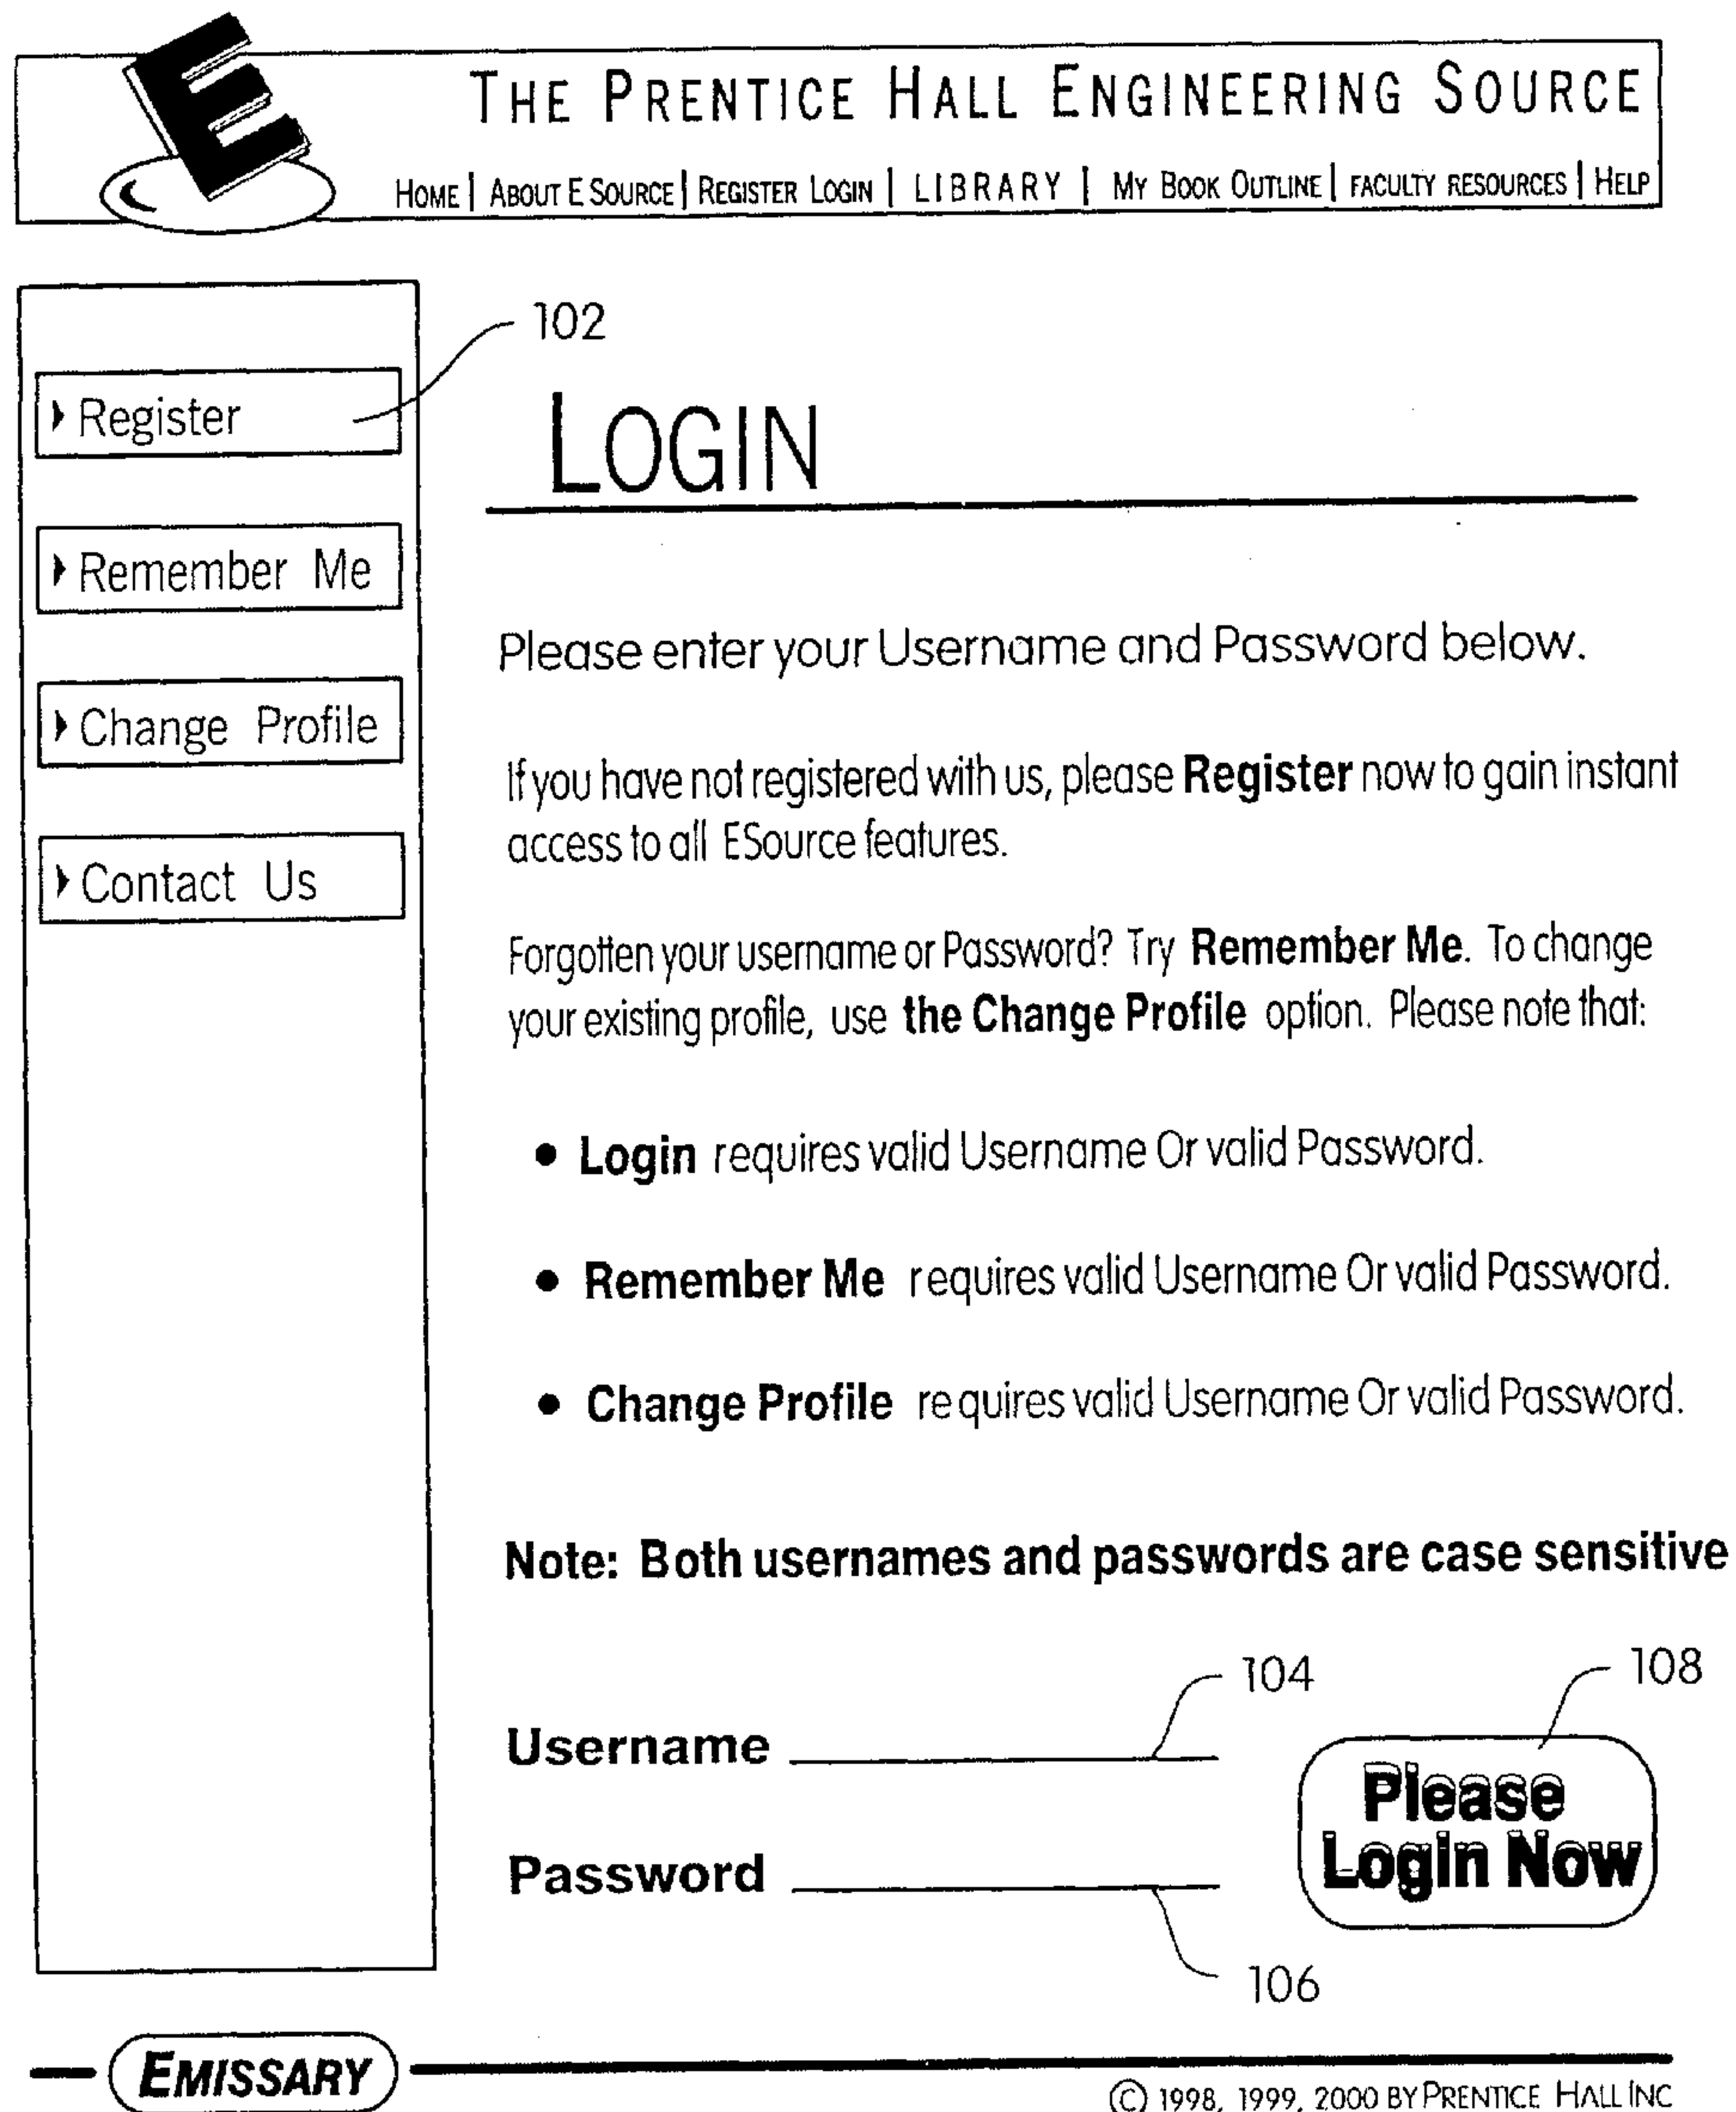 THE PRENTICE HALL ENGINEERING SOURCE
HOME | ABOUT E SOURCE | REGISTER LOGIN | LIBRARY | MY BOOK OUTLINE | FACULTY RESOURCES | HELP
102
Register
Remember Me
Change Profile
Contact Us
LOGIN
Please enter your Username and Password below.
If you have not registered with us, please Register now to gain instant
access to all ESource features.
Forgotten your username or Password? Try Remember Me. To change
your existing profile, use the Change Profile option. Please note that:
• Login requires valid Username Or valid Password.
• Remember Me requires valid Username Or valid Password.
• Change Profile requires valid Username Or valid Password.
Note: Both usernames and passwords are case sensitive
104
108
Username
Password
Please
Login Now
106
EMISSARY
© 1998, 1999, 2000 BY PRENTICE HALL INC